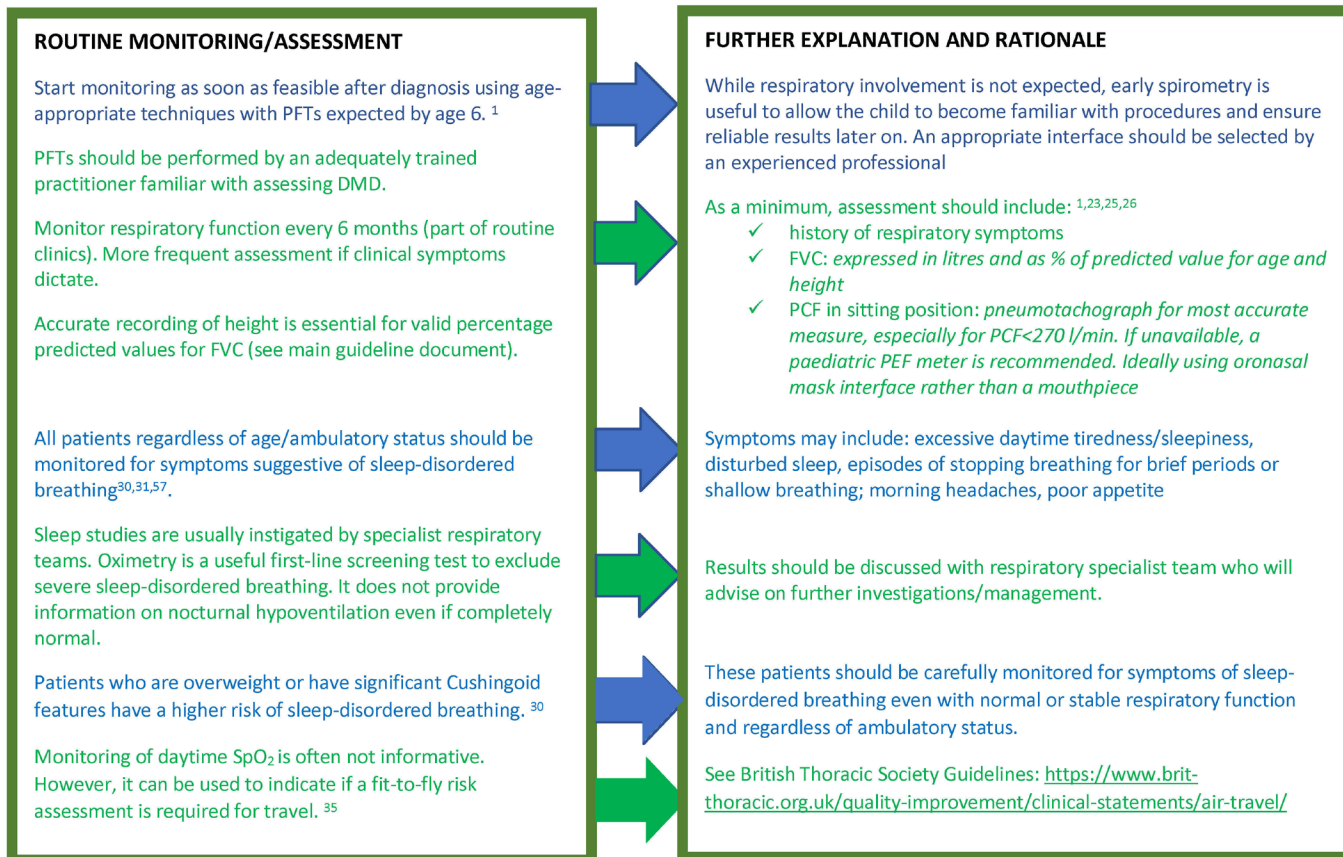 ROUTINE MONITORING/ASSESSMENT
Start monitoring as soon as feasible after diagnosis using age-
appropriate techniques with PFTs expected by age 6. 1
PFTs should be performed by an adequately trained
practitioner familiar with assessing DMD.
Monitor respiratory function every 6 months (part of routine
clinics). More frequent assessment if clinical symptoms
dictate.
Accurate recording of height is essential for valid percentage
predicted values for FVC (see main guideline document).
All patients regardless of age/ambulatory status should be
monitored for symptoms suggestive of sleep-disordered
breathing30,31,57.
Sleep studies are usually instigated by specialist respiratory
teams. Oximetry is a useful first-line screening test to exclude
severe sleep-disordered breathing. It does not provide
information on nocturnal hypoventilation even if completely
normal.
Patients who are overweight or have significant Cushingoid
features have a higher risk of sleep-disordered breathing. 30
Monitoring of daytime SpO2 is often not informative.
However, it can be used to indicate if a fit-to-fly risk
assessment is required for travel. 35
FURTHER EXPLANATION AND RATIONALE
While respiratory involvement is not expected, early spirometry is
useful to allow the child to become familiar with procedures and ensure
reliable results later on. An appropriate interface should be selected by
an experienced professional
As a minimum, assessment should include: 1,23,25,26
✓ history of respiratory symptoms
✓ FVC: expressed in litres and as % of predicted value for age and
height
✓ PCF in sitting position: pneumotachograph for most accurate
measure, especially for PCF<270 l/min. If unavailable, a
paediatric PEF meter is recommended. Ideally using oronasal
mask interface rather than a mouthpiece
Symptoms may include: excessive daytime tiredness/sleepiness,
disturbed sleep, episodes of stopping breathing for brief periods or
shallow breathing; morning headaches, poor appetite
Results should be discussed with respiratory specialist team who will
advise on further investigations/management.
These patients should be carefully monitored for symptoms of sleep-
disordered breathing even with normal or stable respiratory function
and regardless of ambulatory status.
See British Thoracic Society Guidelines: https://www.brit-
thoracic.org.uk/quality-improvement/clinical-statements/air-travel/